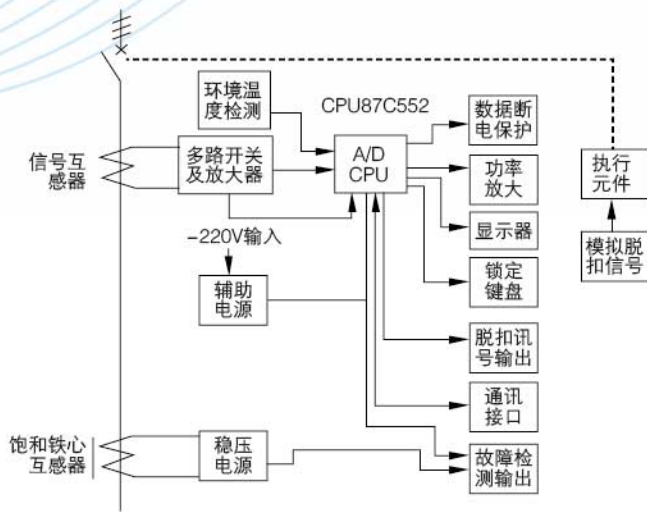 环境温
度检测
CPU87C552
数据断
电保护
信号互
感器
多路开关
及放大器
A/D
CPU
功率
放大
执行
元件
显示器
模拟脱
扣信号
-220V输入
锁定
键盘
辅助
电源
脱扣讯
号输出
通讯
接口
饱和铁心
互感器
稳压
电源
故障检
测输出